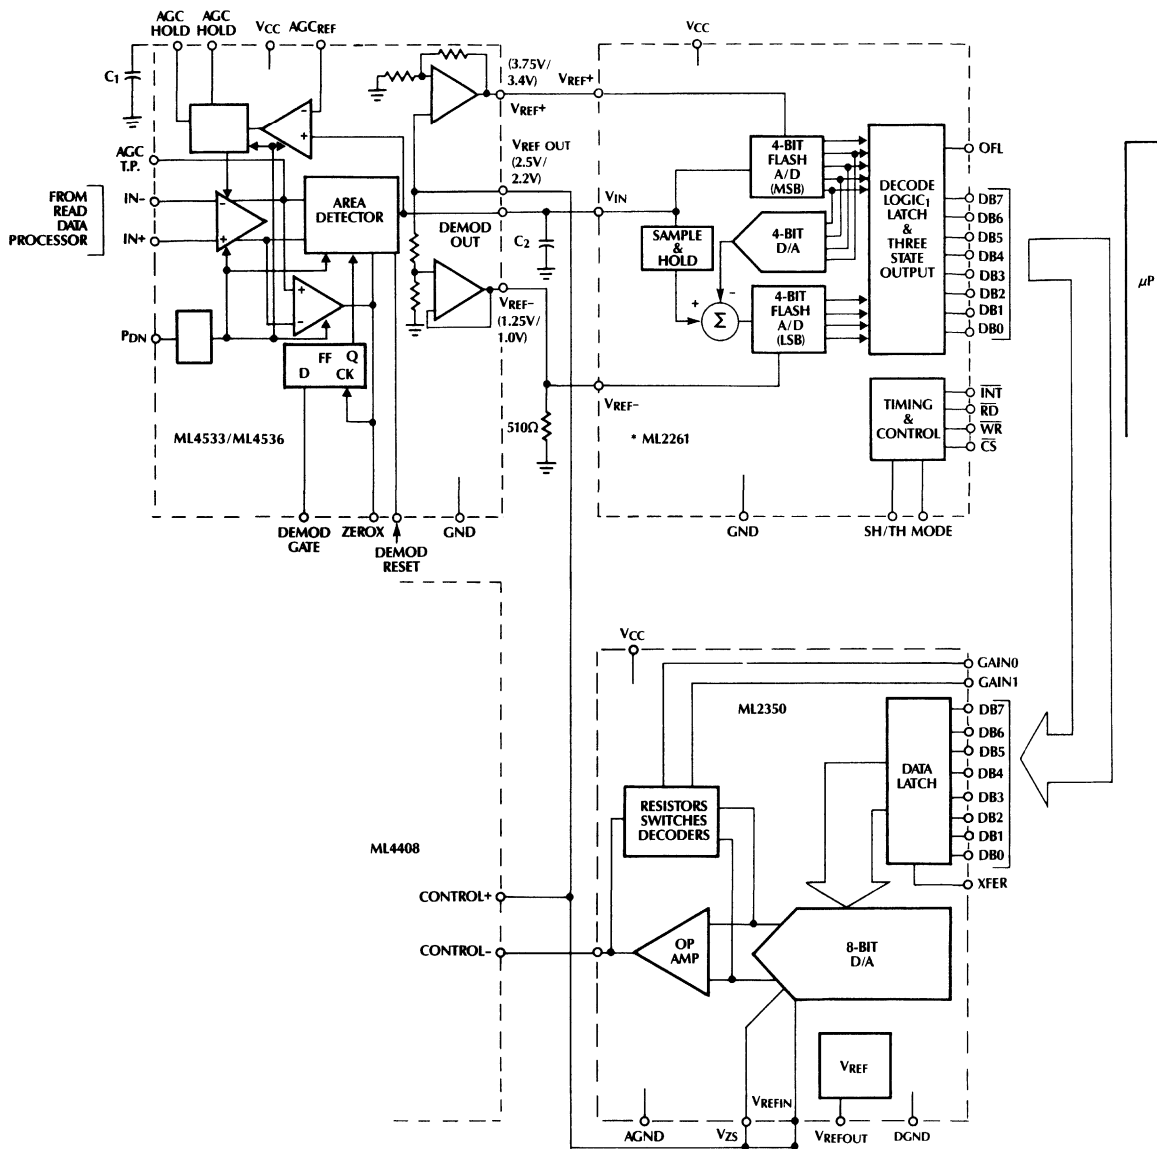 AGC HOLD
AGC HOLD
VCC
AGCREF
C1
AGC T.P.
IN-
IN+
FROM
READ
DATA
PROCESSOR
PDN
AREA
DETECTOR
FF
Q
D
CK
ML4533/ML4536
DEMOD
GATE
ZEROX
DEMOD
RESET
GND
(3.75V/
3.4V)
VREF+
VREF OUT
(2.5V/
2.2V)
DEMOD
OUT
C2
VREF-
(1.25V/
1.0V)
510Ω
VCC
VREF+
VIN
VREF-
* ML2261
SAMPLE
&
HOLD
4-BIT
FLASH
A/D
(MSB)
4-BIT
D/A
+
-
Σ
4-BIT
FLASH
A/D
(LSB)
DECODE
LOGIC1
LATCH
&
THREE
STATE
OUTPUT
OFL
DB7
DB6
DB5
DB4
DB3
DB2
DB1
DB0
TIMING
&
CONTROL
INT
RD
WR
CS
GND
SH/TH
MODE
μP
ML4408
CONTROL+
CONTROL-
VCC
ML2350
GAIN0
GAIN1
DB7
DB6
DB5
DB4
DB3
DB2
DB1
DB0
XFER
DATA
LATCH
RESISTORS
SWITCHES
DECODERS
OP
AMP
8-BIT
D/A
VREF
VREFIN
AGND
VZS
VREFOUT
DGND